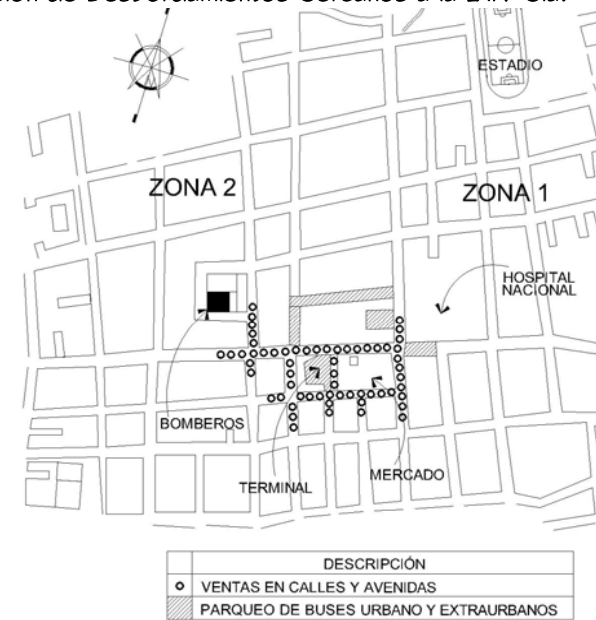 ESTADIO
ZONA 2
ZONA 1
HOSPITAL
NACIONAL
BOMBEROS
TERMINAL
MERCADO
DESCRIPCIÓN
VENTAS EN CALLES Y AVENIDAS
PARQUEO DE BUSES URBANO Y EXTRAURBANOS